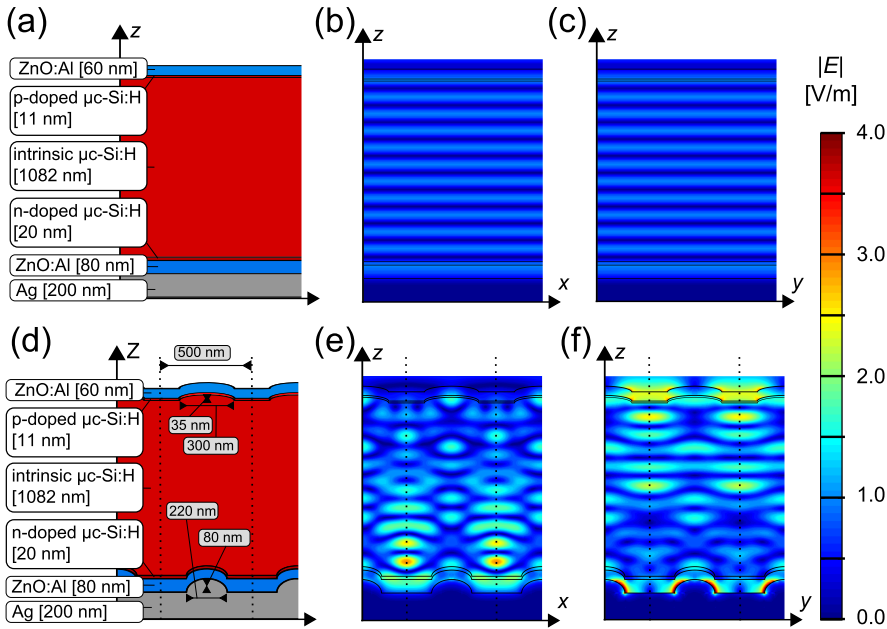 (a)
z
ZnO:Al [60 nm]
p-doped µc-Si:H
[11 nm]
intrinsic µc-Si:H
[1082 nm]
n-doped µc-Si:H
[20 nm]
ZnO:Al [80 nm]
Ag [200 nm]
(b)
z
x
(c)
z
y
|E|
[V/m]
4.0
3.0
2.0
1.0
0.0
(d)
Z
500 nm
ZnO:Al [60 nm]
p-doped µc-Si:H
[11 nm]
35 nm
300 nm
intrinsic µc-Si:H
[1082 nm]
220 nm
80 nm
n-doped µc-Si:H
[20 nm]
ZnO:Al [80 nm]
Ag [200 nm]
(e)
z
x
(f)
z
y